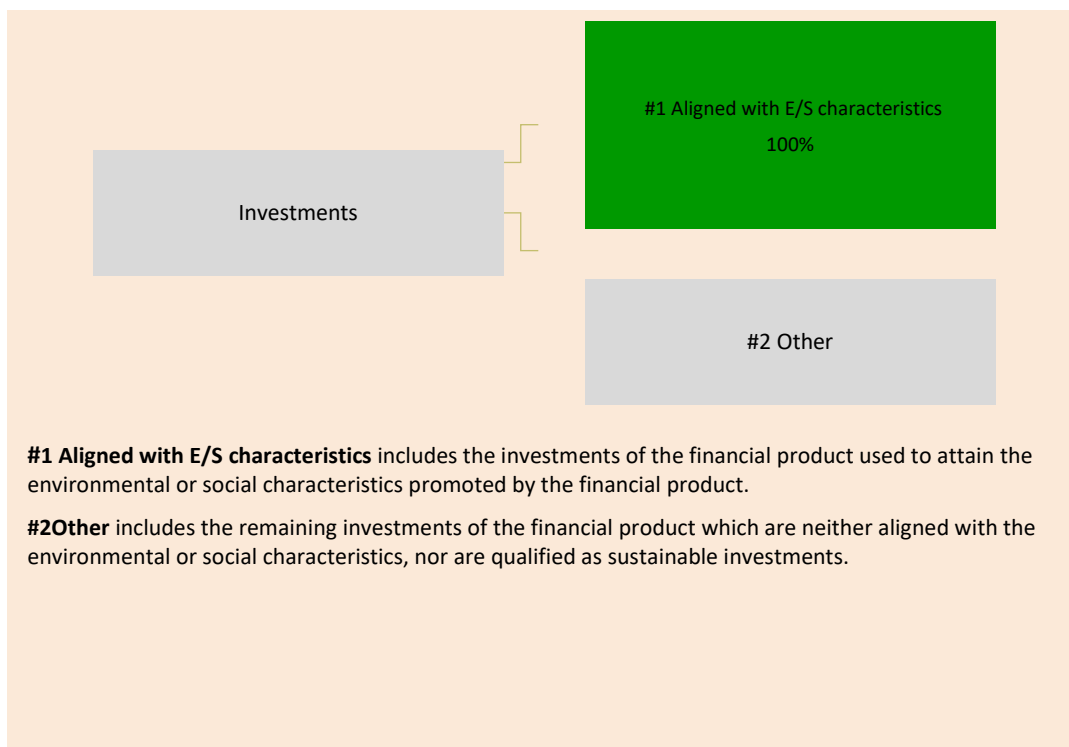 #1 Aligned with E/S characteristics
100%
Investments
#2 Other
#1 Aligned with E/S characteristics includes the investments of the financial product used to attain the
environmental or social characteristics promoted by the financial product.
#2Other includes the remaining investments of the financial product which are neither aligned with the
environmental or social characteristics, nor are qualified as sustainable investments.